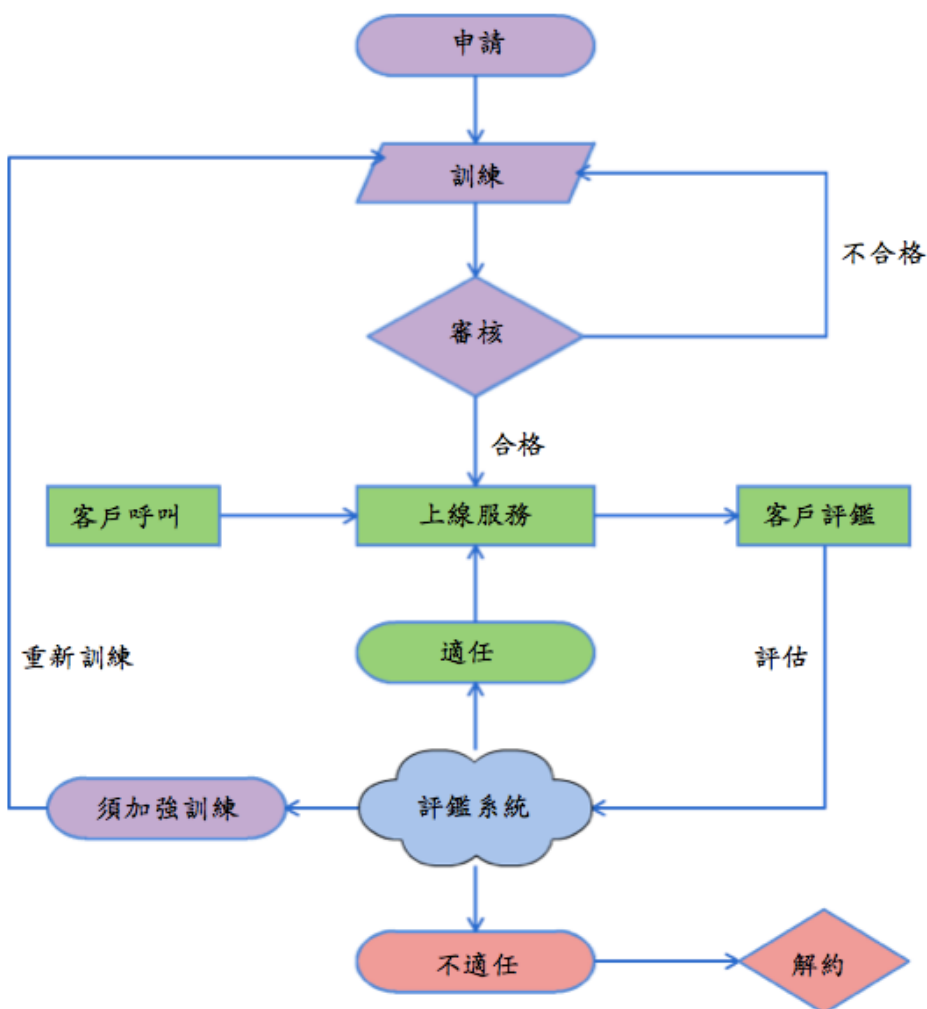 申請
訓練
不合格
審核
合格
客戶呼叫
上線服務
客戶評鑑
重新訓練
適任
評估
須加強訓練
評鑑系統
不適任
解約